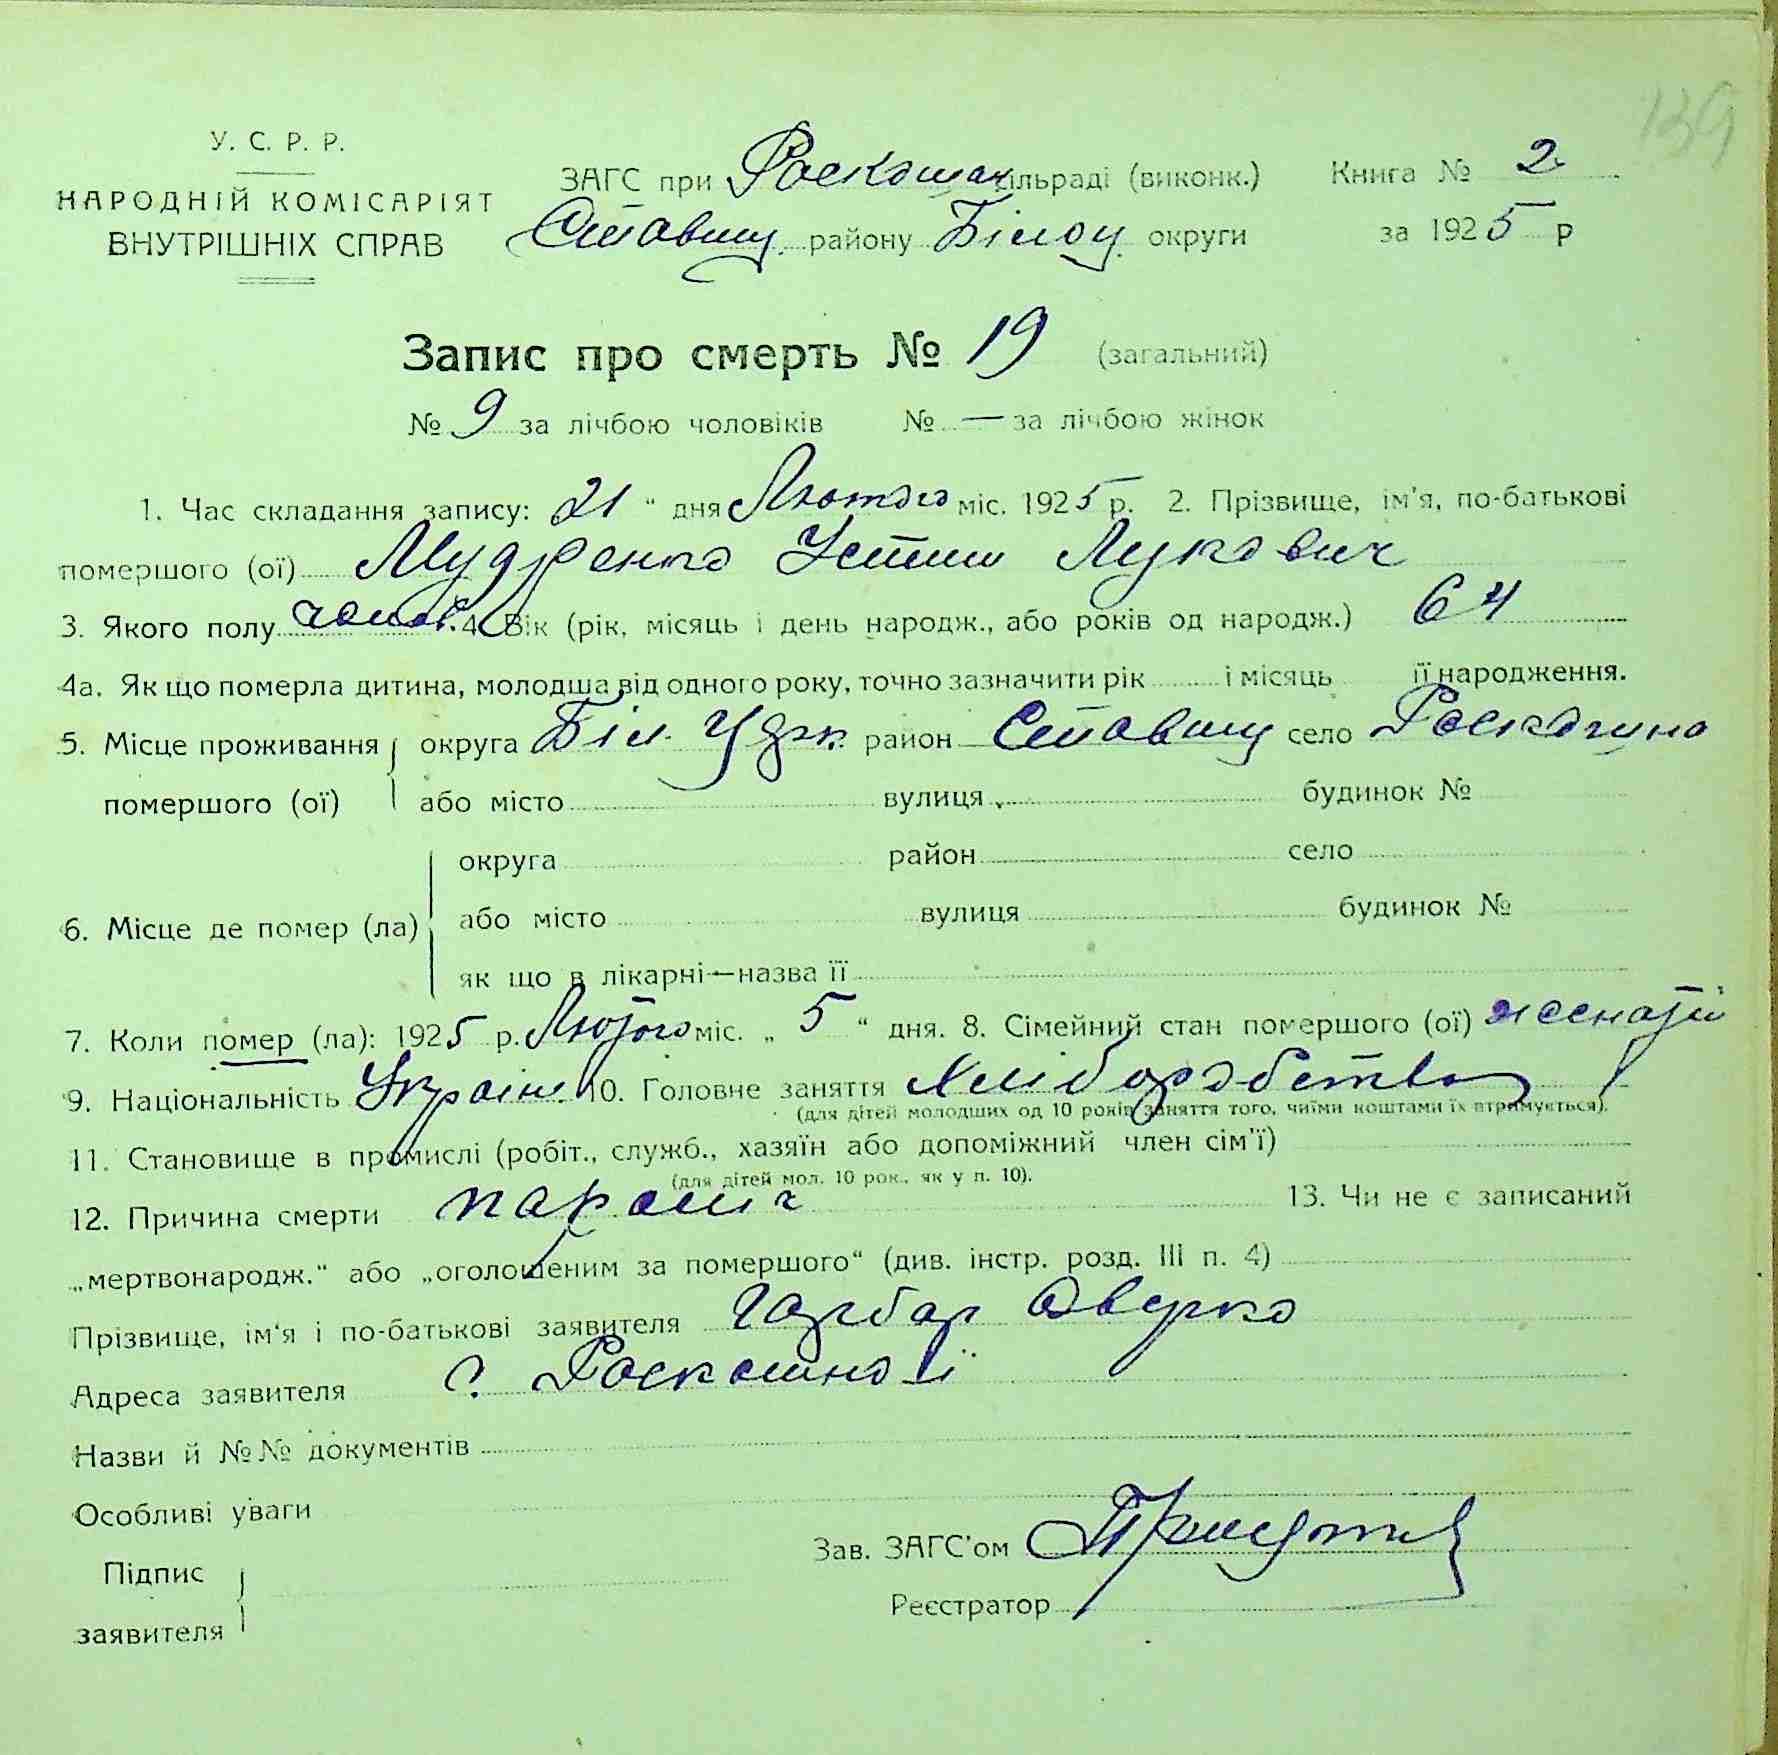 139
У. С. Р. Р.
НАРОДНІЙ КОМІСАРІЯТ
ВНУТРІШНІХ СПРАВ
ЗАГС при Роскошан сільраді (виконк.) Книга № 2
Ставищ. району Білоц. округи за 1925 р
Запис про смерть № 19 (загальний)
№ 9 за лічбою чоловіків № — за лічбою жінок
1. Час складання запису: 21 “ дня Лютого міс. 1925 р. 2. Прізвище, ім'я, по-батькові
помершого (ої) Мудренко Устим Лукович
3. Якого полу чолов. 4. Вік (рік, місяць і день народж., або років од народж.) 64
4а. Як що померла дитина, молодша від одного року, точно зазначити рік і місяць її народження.
5. Місце проживання округа Біл. Церк. район Ставищ село
помершого (ої) або місто вулиця будинок №
округа район село
6. Місце де помер (ла) або місто вулиця будинок №
як що в лікарні—назва її
7. Коли помер (ла): 1925 р. Лютого міс. „ 5 “ дня. 8. Сімейний стан помершого (ої) женатій
9. Національність Україн. 10. Головне заняття Хліборобство
(для дітей молодших од 10 років заняття того, чиїми коштами їх втримується).
11. Становище в промислі (робіт., служб., хазяїн або допоміжний член сім'ї)
(для дітей мол. 10 рок., як у п. 10).
12. Причина смерти параліч 13. Чи не є записаний
„мертвонародж.“ або „оголошеним за помершого“ (див. інстр. розд. III п. 4)
Прізвище, ім'я і по-батькові заявителя Оверко
Адреса заявителя с.
Назви й №№ документів
Особливі уваги
Зав. ЗАГС'ом
Підпис
Реєстратор
заявителя